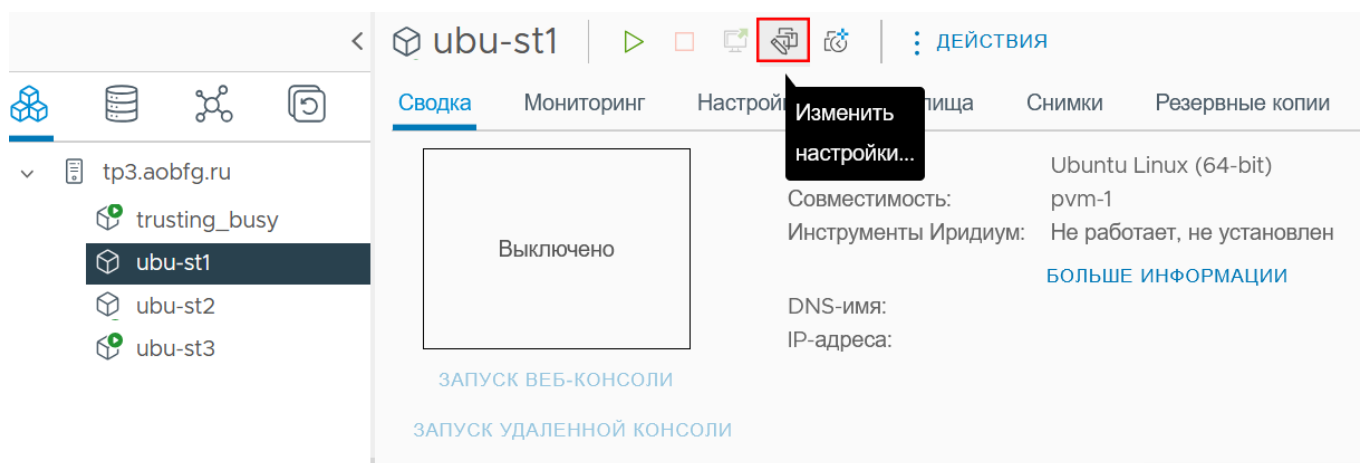 ubu-st1
ДЕЙСТВИЯ
Сводка Мониторинг Настрой лища Снимки Резервные копии
Изменить
настройки...
tp3.aobfg.ru
trusting_busy
ubu-st1
ubu-st2
ubu-st3
Выключено
Ubuntu Linux (64-bit)
Совместимость: pvm-1
Инструменты Иридиум: Не работает, не установлен
БОЛЬШЕ ИНФОРМАЦИИ
DNS-имя:
IP-адреса:
ЗАПУСК ВЕБ-КОНСОЛИ
ЗАПУСК УДАЛЕННОЙ КОНСОЛИ